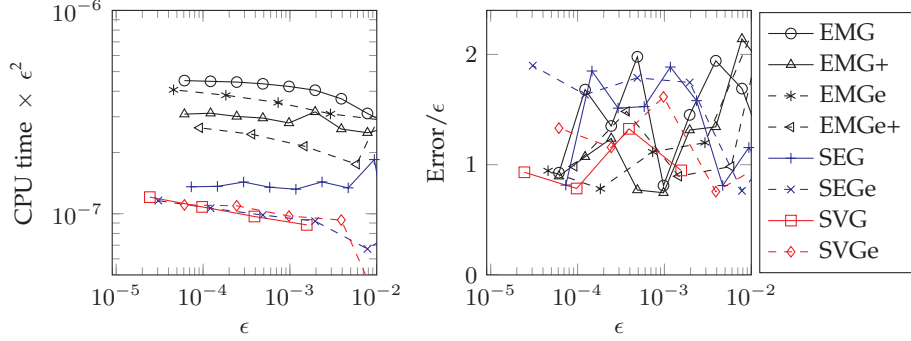 10⁻⁶
10⁻⁷
CPU time × ϵ²
10⁻⁵ 10⁻⁴ 10⁻³ 10⁻²
ϵ
2
1
0
Error/ϵ
10⁻⁵ 10⁻⁴ 10⁻³ 10⁻²
ϵ
EMG
EMG+
EMGe
EMGe+
SEG
SEGe
SVG
SVGe